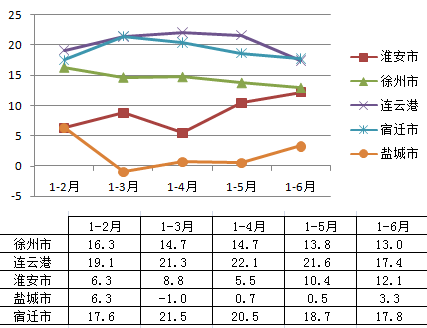 25
20
15
10
5
0
-5
1-2月 1-3月 1-4月 1-5月 1-6月
淮安市
徐州市
连云港
宿迁市
盐城市
1-2月 1-3月 1-4月 1-5月 1-6月
徐州市 16.3 14.7 14.7 13.8 13.0
连云港 19.1 21.3 22.1 21.6 17.4
淮安市 6.3 8.8 5.5 10.4 12.1
盐城市 6.3 -1.0 0.7 0.5 3.3
宿迁市 17.6 21.5 20.5 18.7 17.8